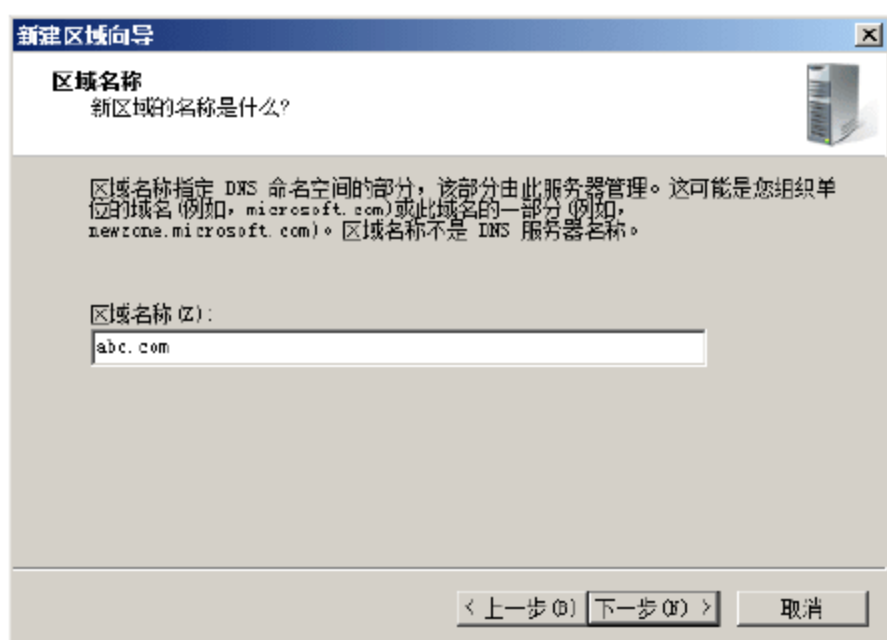 新建区域向导
区域名称
新区域的名称是什么?
区域名称指定 DNS 命名空间的部分，该部分由此服务器管理。这可能是您组织单
位的域名(例如，microsoft.com)或此域名的一部分(例如，
newzone.microsoft.com)。区域名称不是 DNS 服务器名称。
区域名称(Z):
abc.com
< 上一步(B) 下一步(N) > 取消